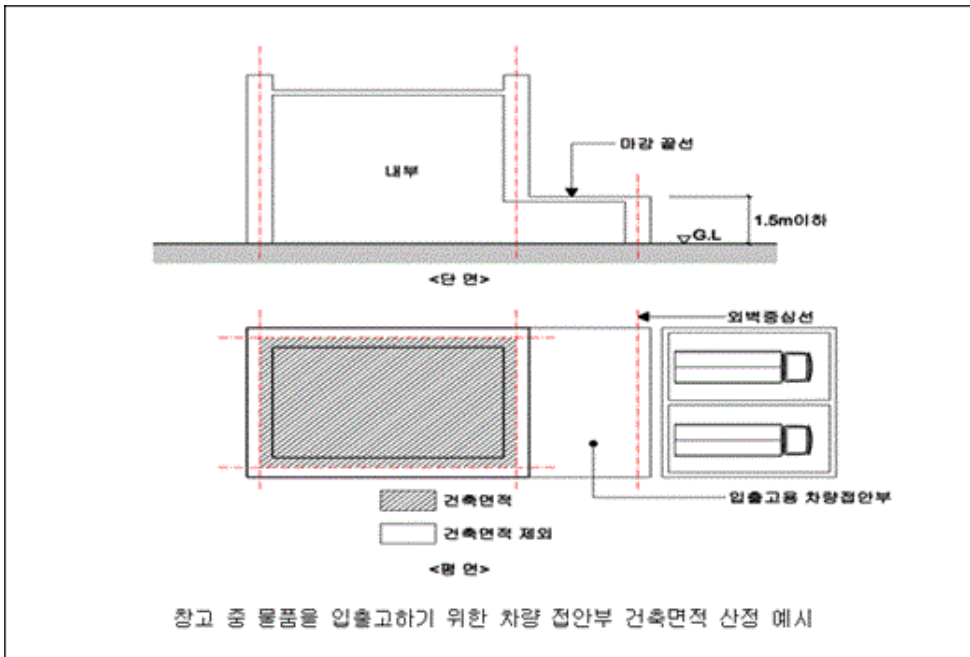 마감 끝선
내부
1.5m이하
G.L
<단 면>
외벽중심선
입출고용 차량접안부
건축면적
건축면적 제외
<평 면>
창고 중 물품을 입출고하기 위한 차량 접안부 건축면적 산정 예시